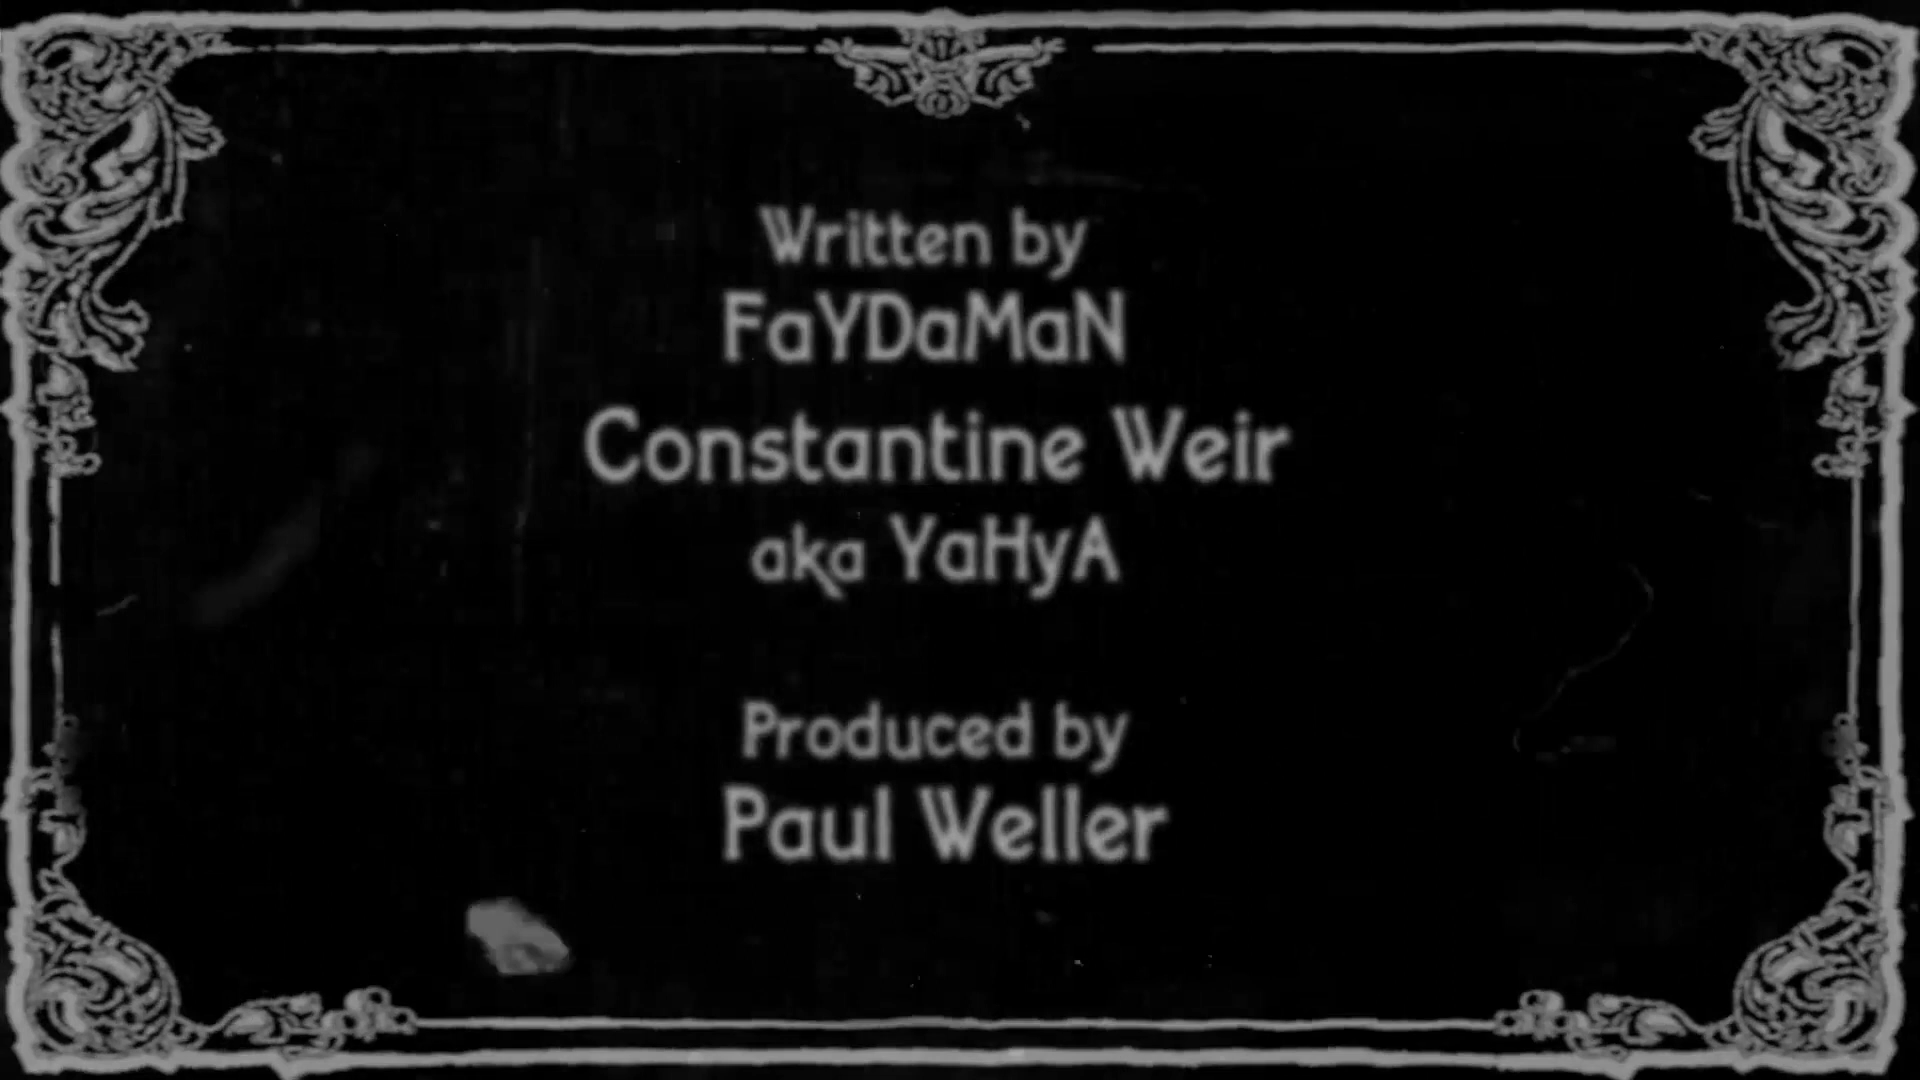 Written by
FaYDaMaN
Constantine Weir
aka YaHyA
Produced by
Paul Weller